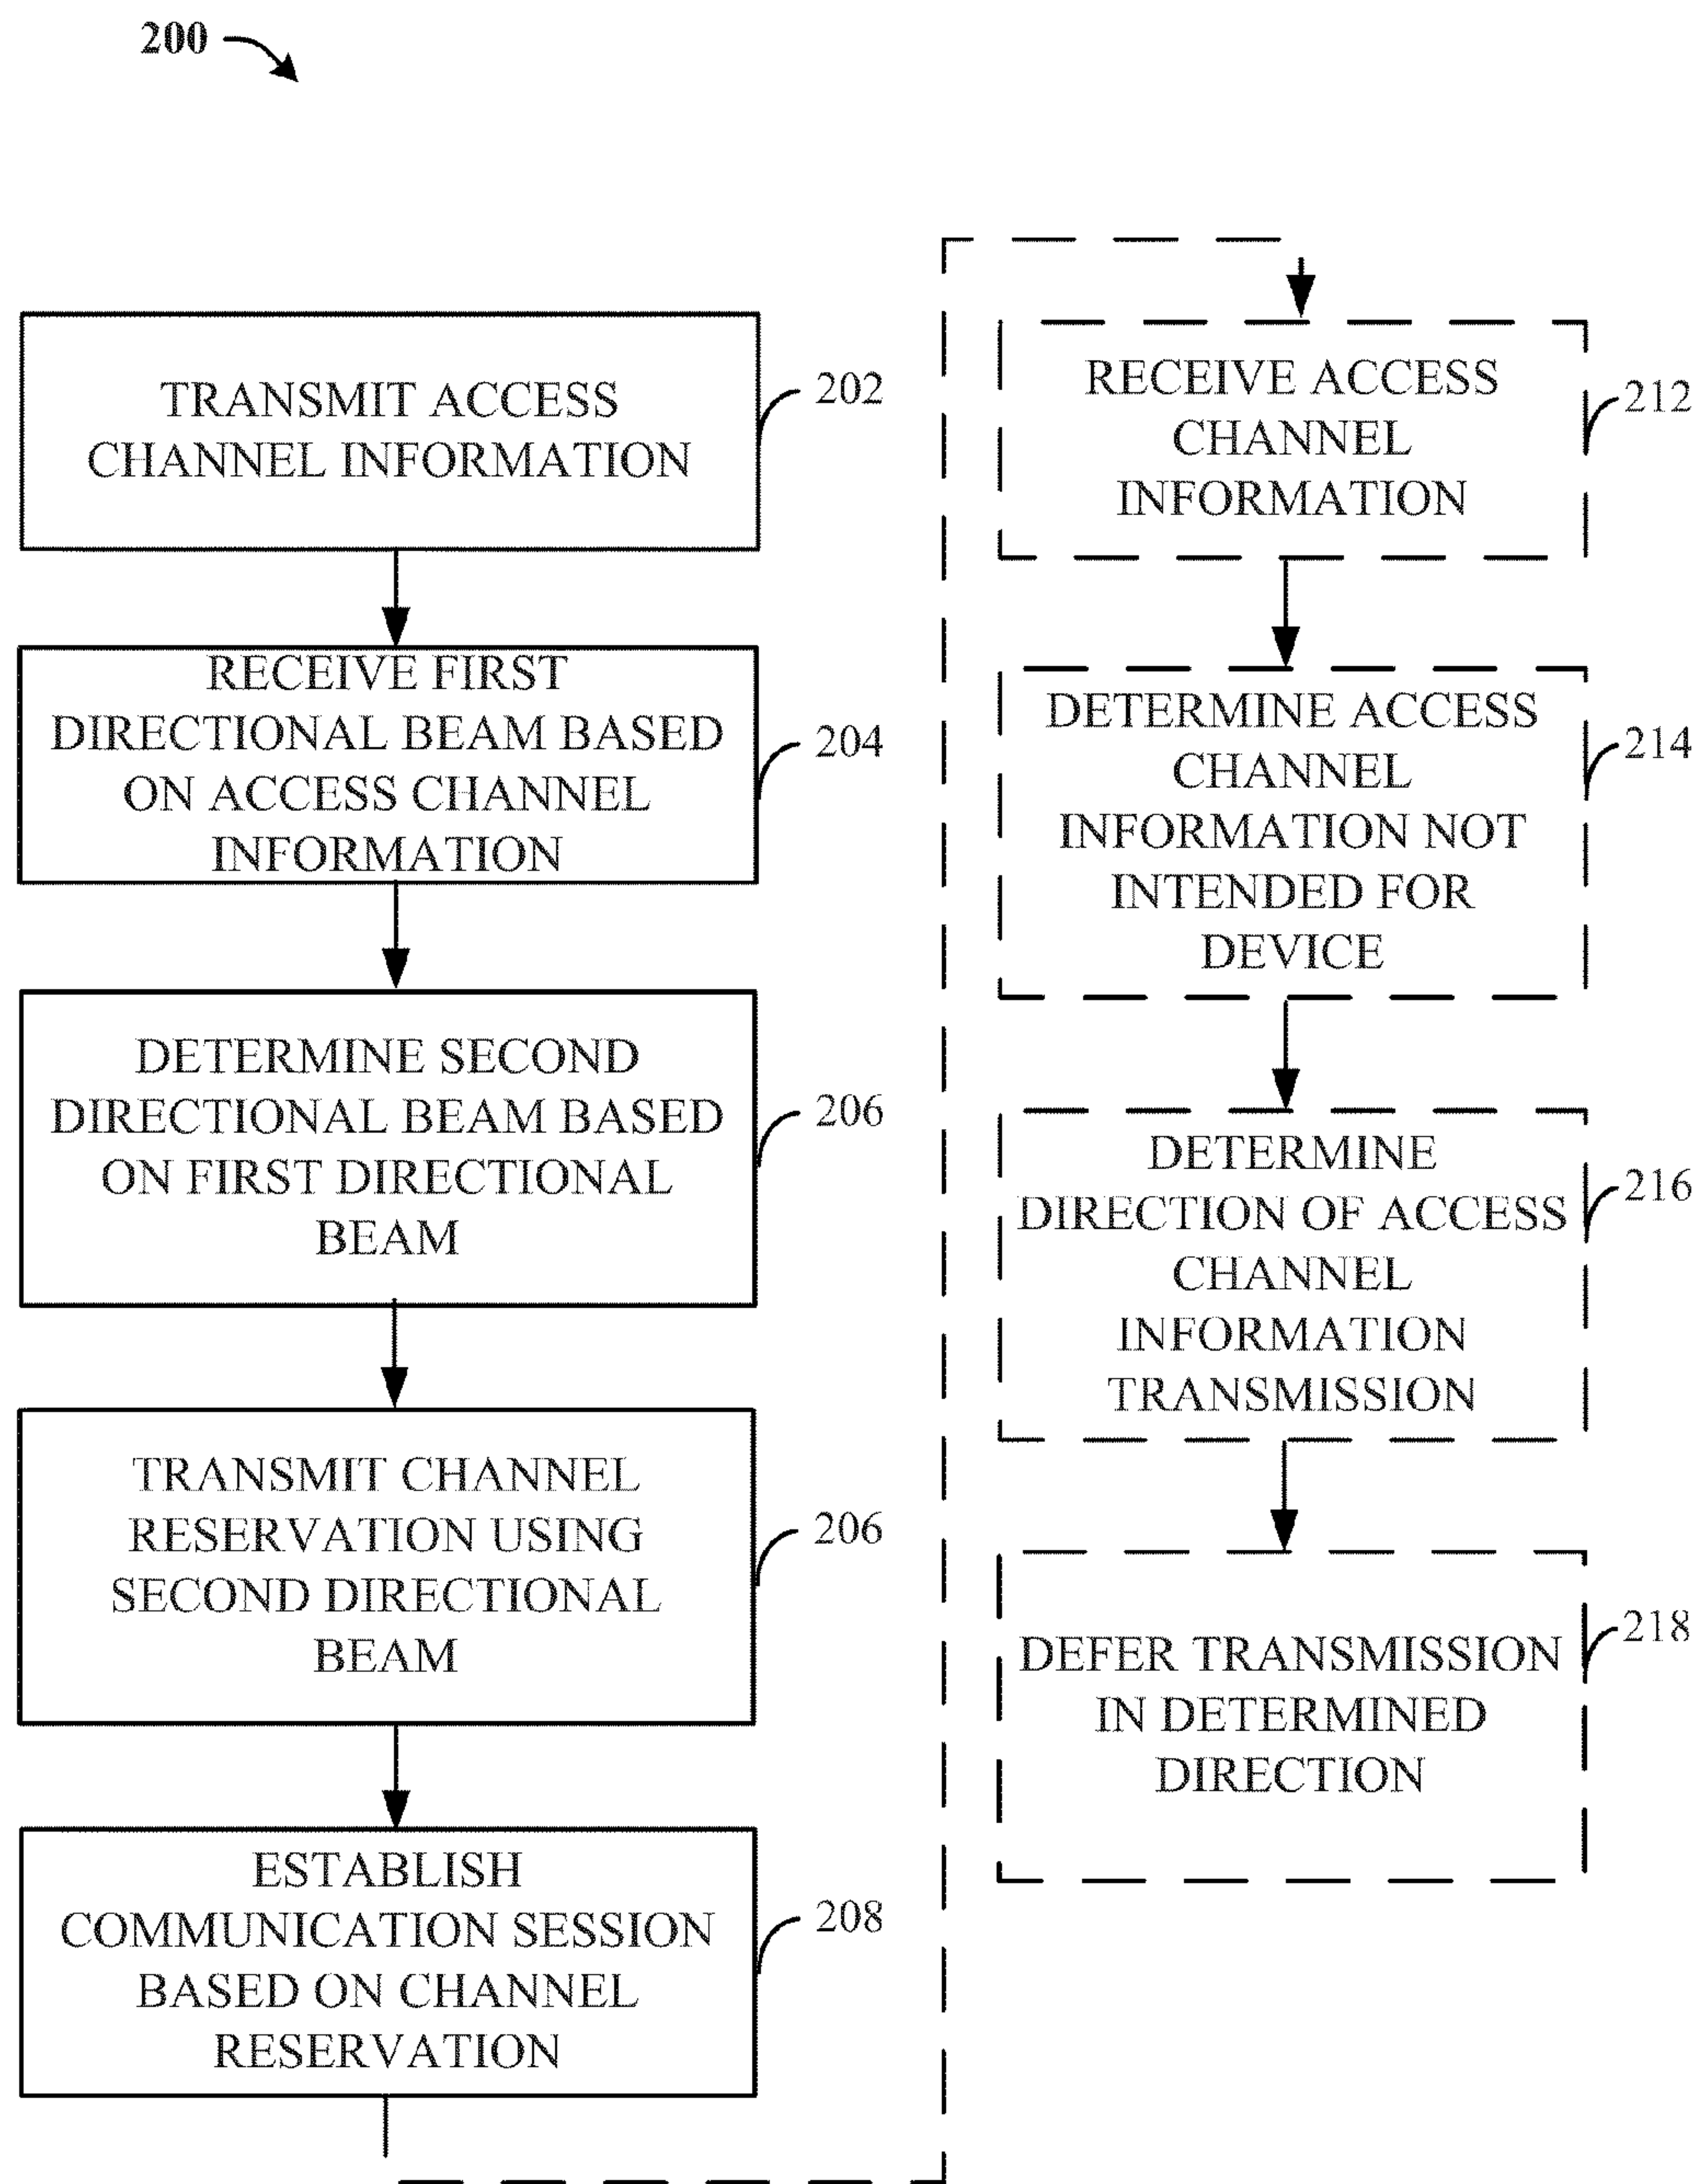 200
TRANSMIT ACCESS
CHANNEL INFORMATION
202
RECEIVE FIRST
DIRECTIONAL BEAM BASED
ON ACCESS CHANNEL
INFORMATION
204
DETERMINE SECOND
DIRECTIONAL BEAM BASED
ON FIRST DIRECTIONAL
BEAM
206
TRANSMIT CHANNEL
RESERVATION USING
SECOND DIRECTIONAL
BEAM
206
ESTABLISH
COMMUNICATION SESSION
BASED ON CHANNEL
RESERVATION
208
RECEIVE ACCESS
CHANNEL
INFORMATION
212
DETERMINE ACCESS
CHANNEL
INFORMATION NOT
INTENDED FOR
DEVICE
214
DETERMINE
DIRECTION OF ACCESS
CHANNEL
INFORMATION
TRANSMISSION
216
DEFER TRANSMISSION
IN DETERMINED
DIRECTION
218